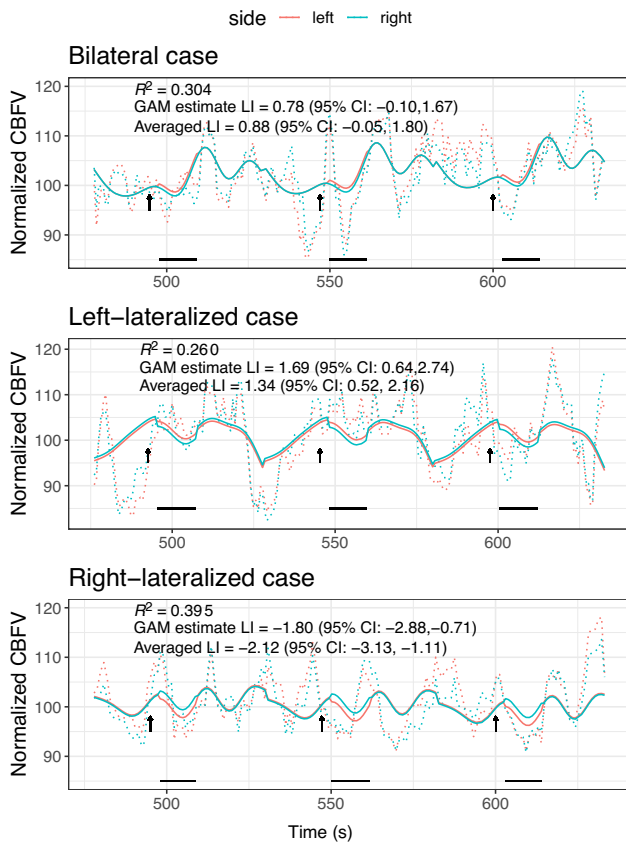 side left right
Bilateral case
R² = 0.304
GAM estimate LI = 0.78 (95% CI: −0.10,1.67)
Averaged LI = 0.88 (95% CI: −0.05, 1.80)
Normalized CBFV
120
110
100
90
500 550 600
Left−lateralized case
R² = 0.260
GAM estimate LI = 1.69 (95% CI: 0.64,2.74)
Averaged LI = 1.34 (95% CI: 0.52, 2.16)
Normalized CBFV
120
110
100
90
500 550 600
Right−lateralized case
R² = 0.395
GAM estimate LI = −1.80 (95% CI: −2.88,−0.71)
Averaged LI = −2.12 (95% CI: −3.13, −1.11)
Normalized CBFV
120
110
100
90
500 550 600
Time (s)